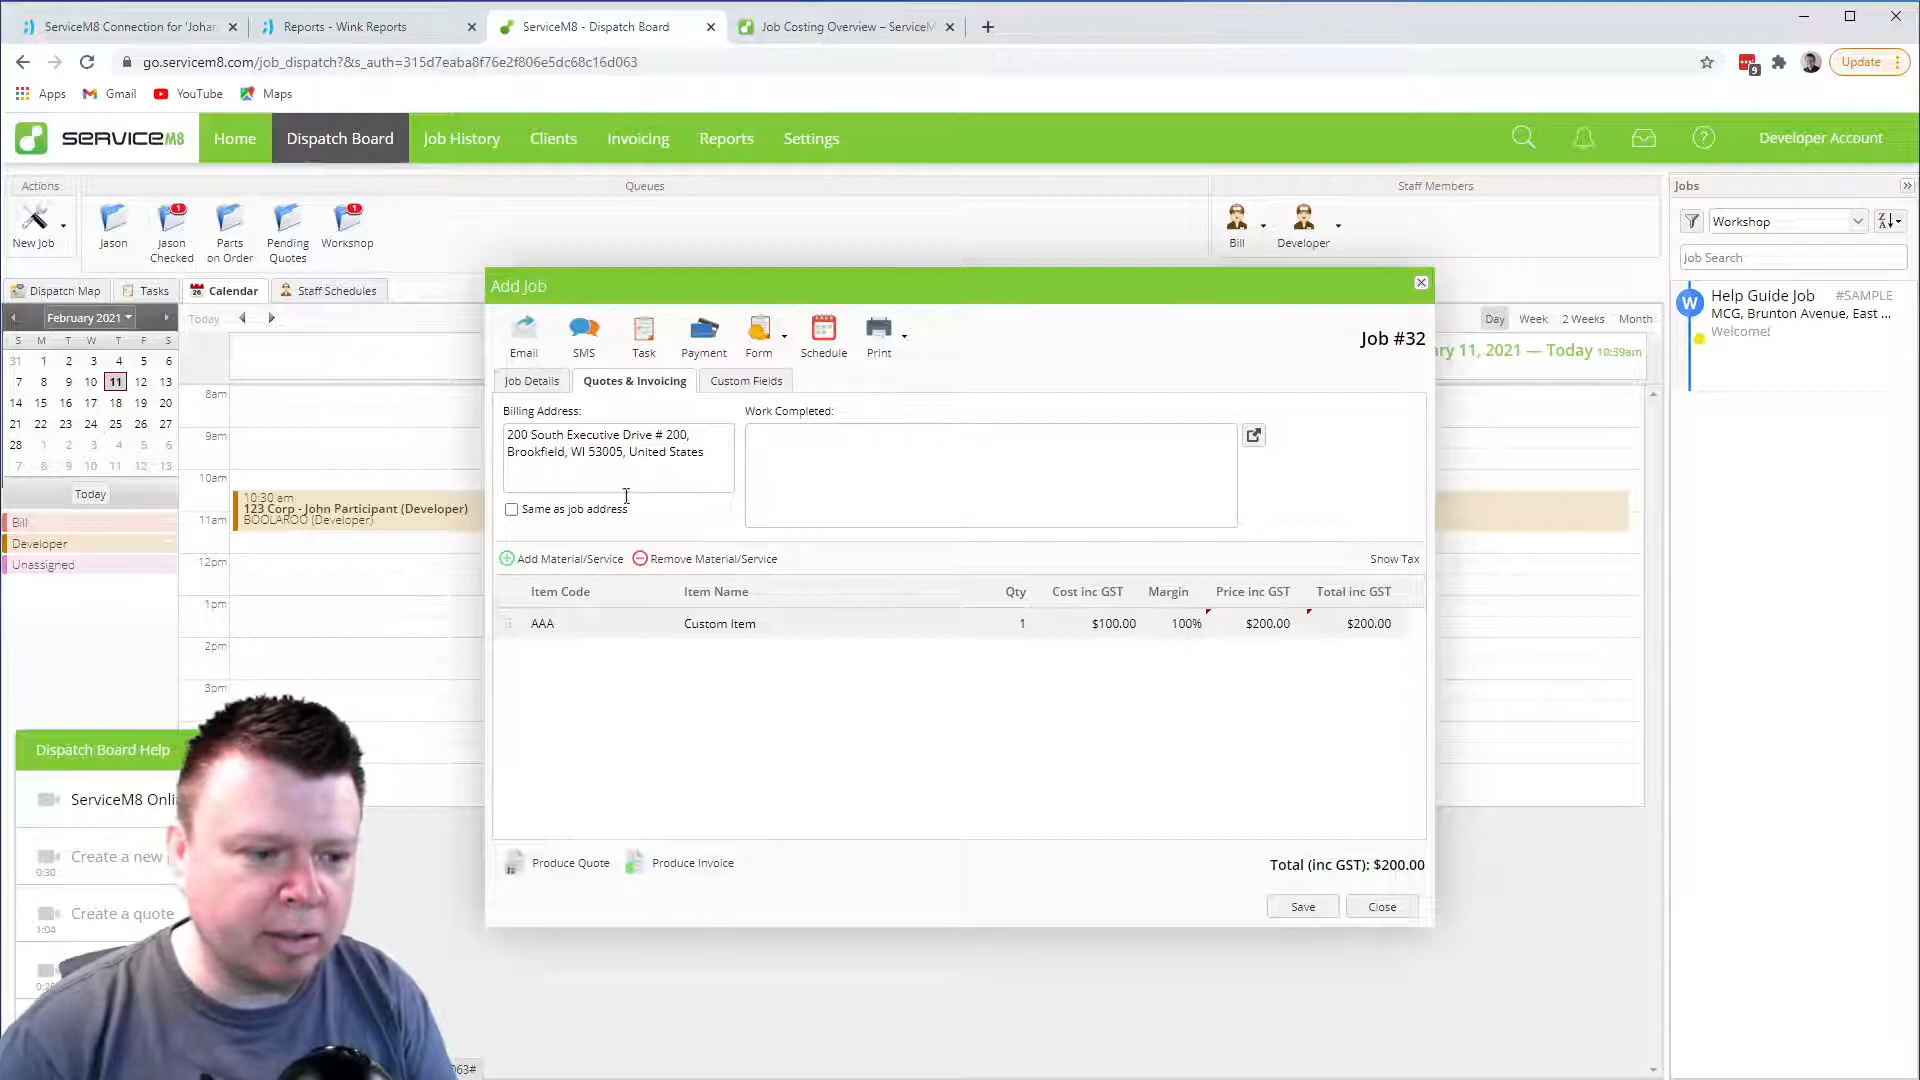 ServiceM8 Connection for 'Johar
Reports - Wink Reports
ServiceM8 - Dispatch Board
Job Costing Overview – ServiceM
go.servicem8.com/job_dispatch?&s_auth=315d7eaba8f76e2f806e5dc68c16d063
9
Update
Apps
Gmail
YouTube
Maps
SERVICEM8
Home
Dispatch Board
Job History
Clients
Invoicing
Reports
Settings
Developer Account
Actions
Queues
Staff Members
Jobs
New Job
Jason
1
Jason
Checked
Parts
on Order
Pending
Quotes
1
Workshop
Bill
Developer
Workshop
Job Search
Help Guide Job #SAMPLE
MCG, Brunton Avenue, East ...
Welcome!
W
Dispatch Map
Tasks
Calendar
Staff Schedules
February 2021
Today
S M T W T F S
31 1 2 3 4 5 6
7 8 9 10 11 12 13
14 15 16 17 18 19 20
21 22 23 24 25 26 27
28 1 2 3 4 5 6
7 8 9 10 11 12 13
Today
Bill
Developer
Unassigned
Day
Week
2 Weeks
Month
ary 11, 2021 — Today 10:39am
8am
9am
10am
11am
12pm
1pm
2pm
3pm
10:30 am
123 Corp - John Participant (Developer)
BOOLAROO (Developer)
Add Job
Email
SMS
Task
Payment
Form
Schedule
Print
Job #32
Job Details
Quotes & Invoicing
Custom Fields
Billing Address:
200 South Executive Drive # 200,
Brookfield, WI 53005, United States
Same as job address
Work Completed:
Add Material/Service
Remove Material/Service
Show Tax
Item Code Item Name Qty Cost inc GST Margin Price inc GST Total inc GST
AAA Custom Item 1 $100.00 100% $200.00 $200.00
Produce Quote
Produce Invoice
Total (inc GST): $200.00
Save
Close
Dispatch Board Help
ServiceM8 Onli
Create a new
0:30
Create a quote
1:04
063#